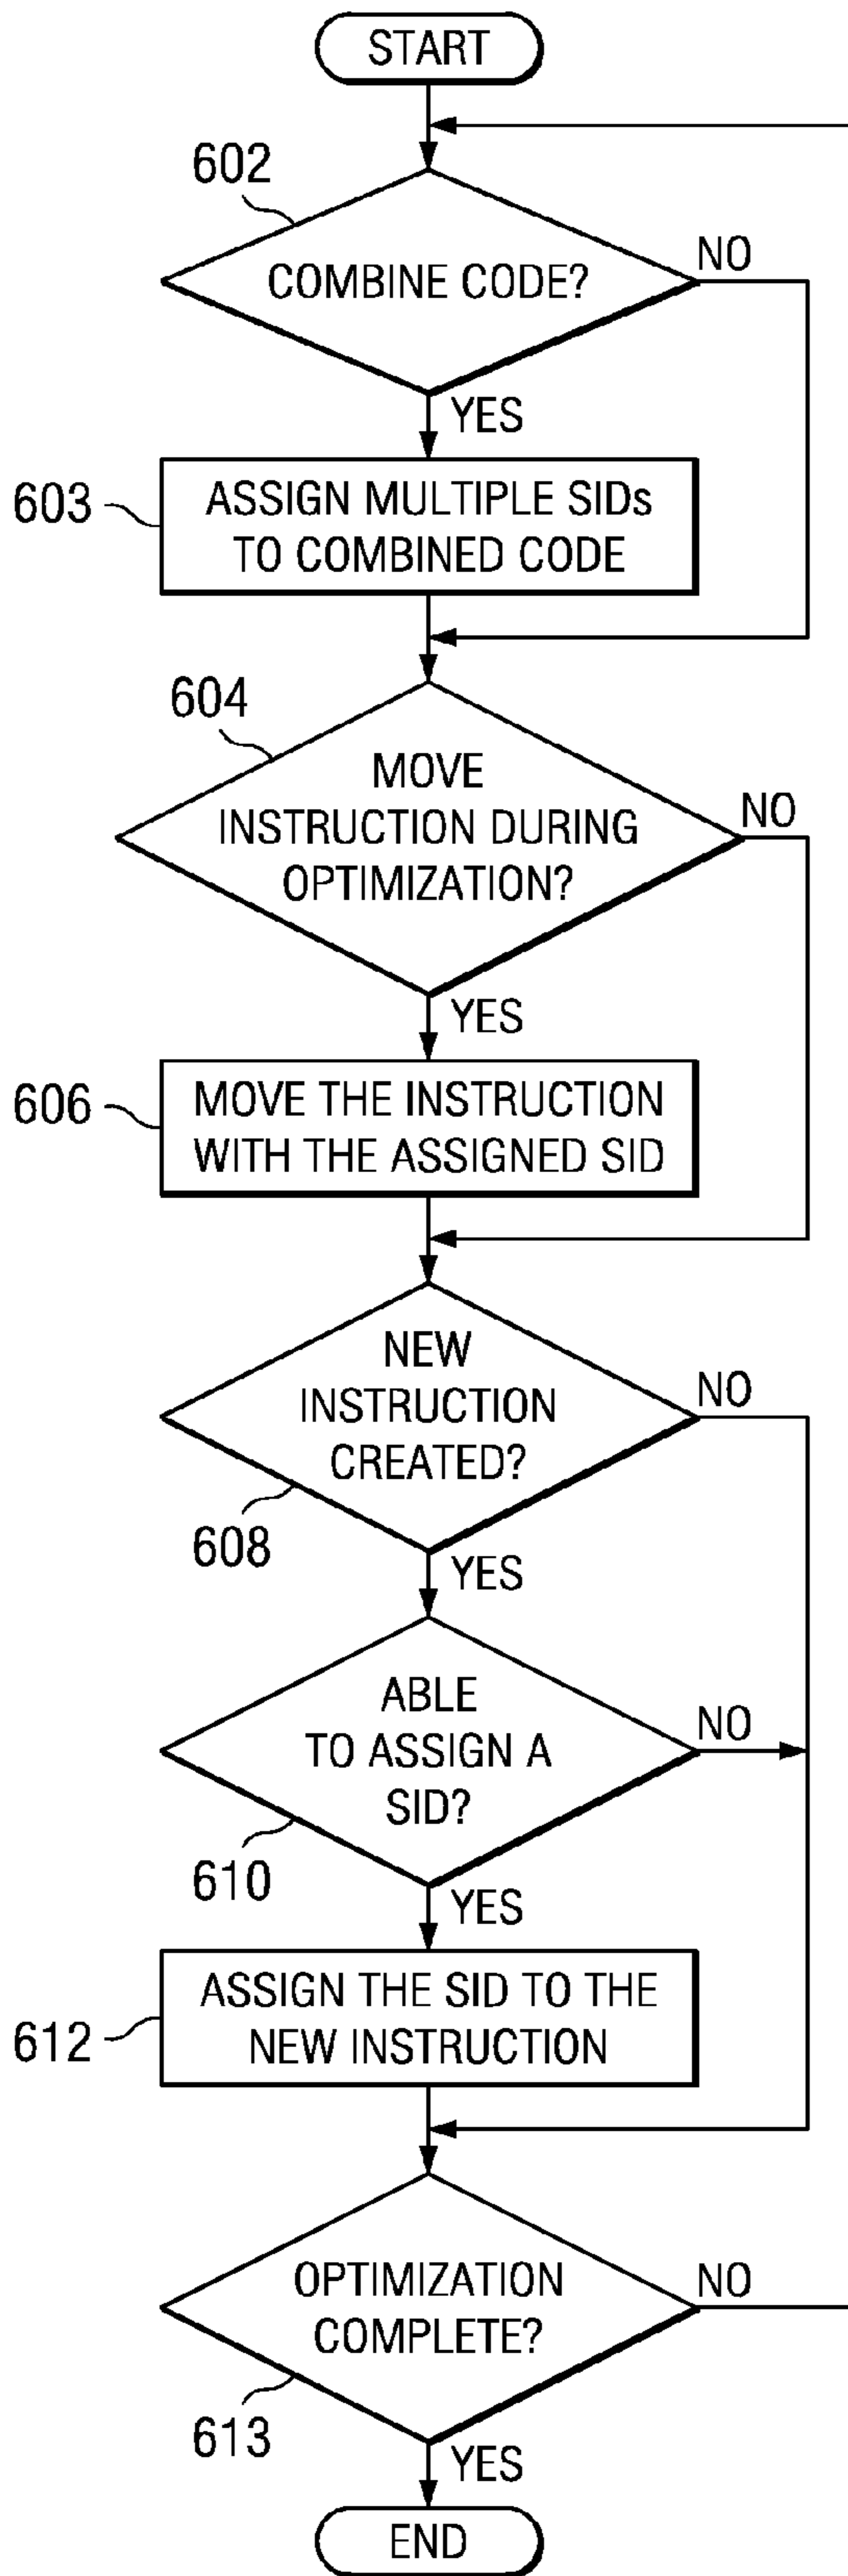 START
602
COMBINE CODE?
NO
YES
603
ASSIGN MULTIPLE SIDs
TO COMBINED CODE
604
MOVE
INSTRUCTION DURING
OPTIMIZATION?
NO
YES
606
MOVE THE INSTRUCTION
WITH THE ASSIGNED SID
NEW
INSTRUCTION
CREATED?
NO
608
YES
ABLE
TO ASSIGN A
SID?
NO
610
YES
612
ASSIGN THE SID TO THE
NEW INSTRUCTION
OPTIMIZATION
COMPLETE?
NO
613
YES
END